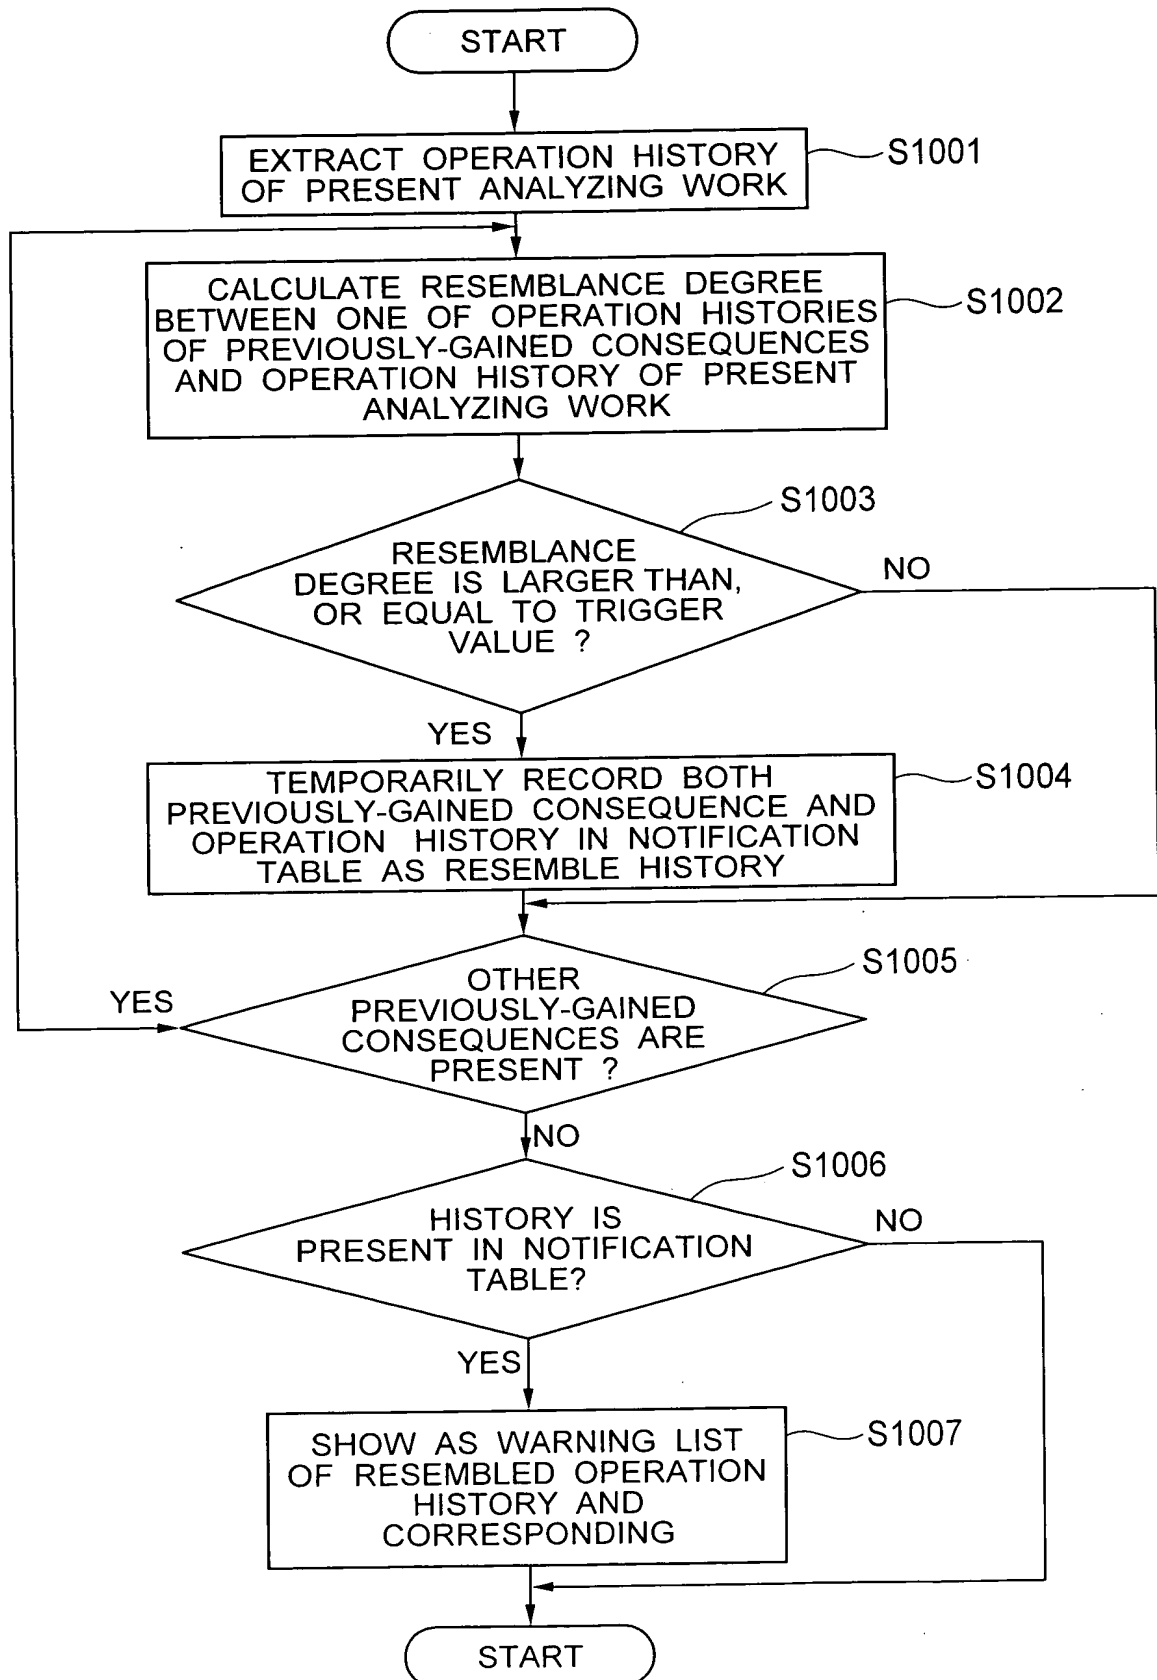 START
EXTRACT OPERATION HISTORY
OF PRESENT ANALYZING WORK
S1001
CALCULATE RESEMBLANCE DEGREE
BETWEEN ONE OF OPERATION HISTORIES
OF PREVIOUSLY-GAINED CONSEQUENCES
AND OPERATION HISTORY OF PRESENT
ANALYZING WORK
S1002
RESEMBLANCE
DEGREE IS LARGER THAN,
OR EQUAL TO TRIGGER
VALUE ?
S1003
NO
YES
TEMPORARILY RECORD BOTH
PREVIOUSLY-GAINED CONSEQUENCE AND
OPERATION HISTORY IN NOTIFICATION
TABLE AS RESEMBLE HISTORY
S1004
OTHER
PREVIOUSLY-GAINED
CONSEQUENCES ARE
PRESENT ?
S1005
YES
NO
HISTORY IS
PRESENT IN NOTIFICATION
TABLE?
S1006
NO
YES
SHOW AS WARNING LIST
OF RESEMBLED OPERATION
HISTORY AND
CORRESPONDING
S1007
START